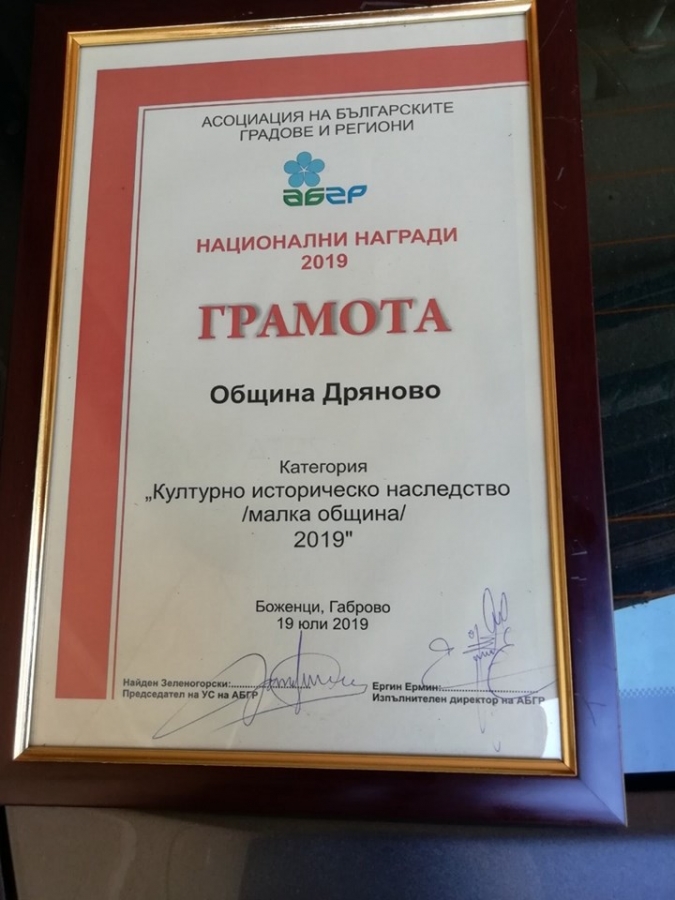 АСОЦИАЦИЯ НА БЪЛГАРСКИТЕ
ГРАДОВЕ И РЕГИОНИ
АБГР
НАЦИОНАЛНИ НАГРАДИ
2019
ГРАМОТА
Община Дряново
Категория
„Културно историческо наследство
/малка община/
2019"
Боженци, Габрово
19 юли 2019
Найден Зеленогорски:
Председател на УС на АБГР
Ергин Ермин:
Изпълнителен директор на АБГР